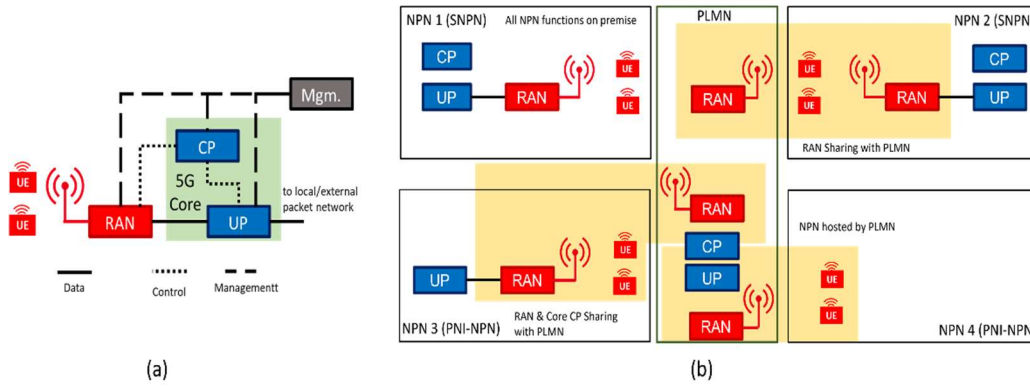 Mgm.
CP
5G
Core
UE
UE
RAN
UP
to local/external
packet network
Data
Control
Managementt
(a)
PLMN
NPN 1 (SNPN)
All NPN functions on premise
CP
UP
RAN
UE
UE
RAN
UE
UE
NPN 2 (SNPN)
CP
RAN
UP
RAN Sharing with PLMN
RAN
CP
UP
RAN
UP
RAN
UE
UE
RAN & Core CP Sharing
with PLMN
NPN 3 (PNI-NPN)
NPN hosted by PLMN
UE
UE
NPN 4 (PNI-NPN
(b)